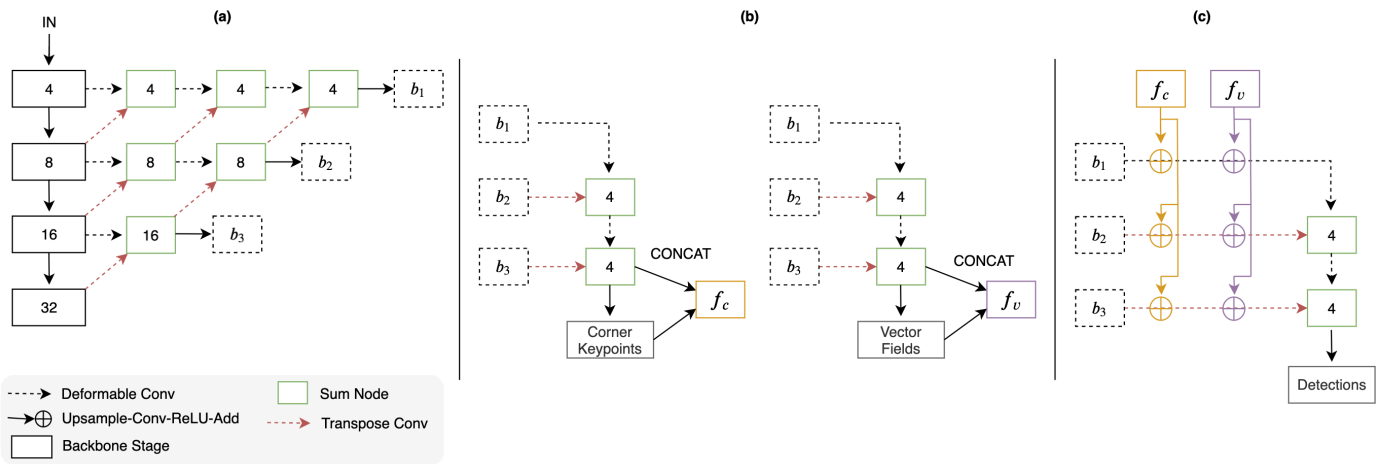 (a)
IN
4
4
4
4
b1
8
8
8
b2
16
16
b3
32
Deformable Conv
Upsample-Conv-ReLU-Add
Backbone Stage
Sum Node
Transpose Conv
(b)
b1
b2
4
b3
4
CONCAT
fc
Corner
Keypoints
b1
b2
4
b3
4
CONCAT
fv
Vector
Fields
(c)
fc
fv
b1
b2
4
b3
4
Detections